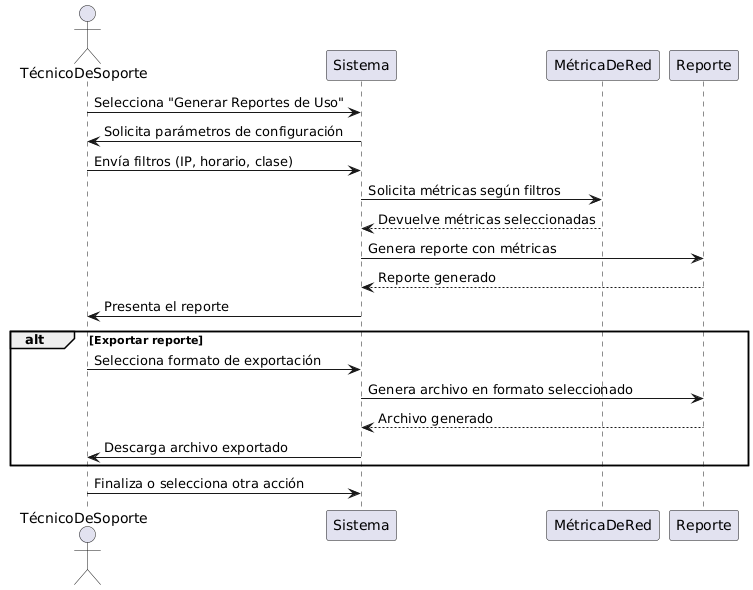 TécnicoDeSoporte
Sistema
MétricaDeRed
Reporte
Selecciona "Generar Reportes de Uso"
Solicita parámetros de configuración
Envía filtros (IP, horario, clase)
Solicita métricas según filtros
Devuelve métricas seleccionadas
Genera reporte con métricas
Reporte generado
Presenta el reporte
alt
[Exportar reporte]
Selecciona formato de exportación
Genera archivo en formato seleccionado
Archivo generado
Descarga archivo exportado
Finaliza o selecciona otra acción
TécnicoDeSoporte
Sistema
MétricaDeRed
Reporte